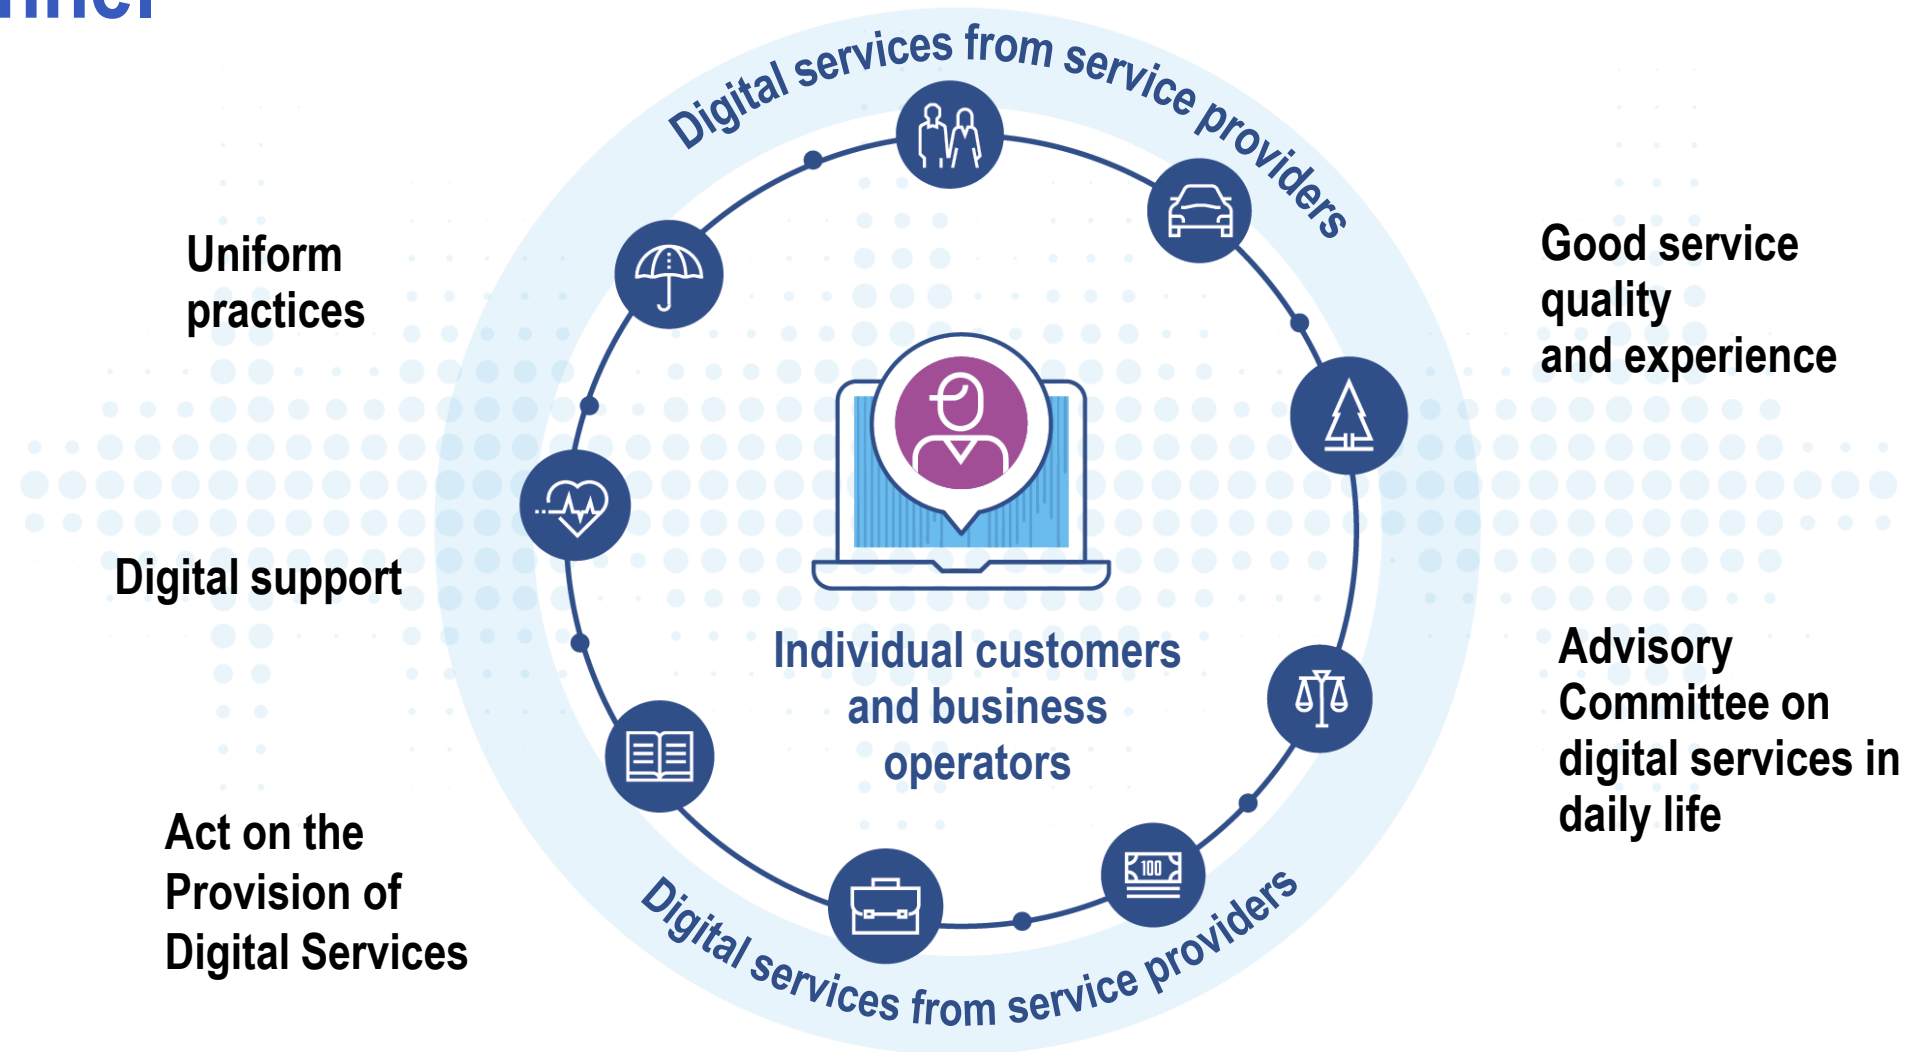 Digital services from service providers
Uniform
practices
Good service
quality
and experience
100
Digital support
Individual customers
and business
operators
Advisory
Committee on
digital services in
daily life
Act on the
Provision of
Digital Services
Digital services from service providers